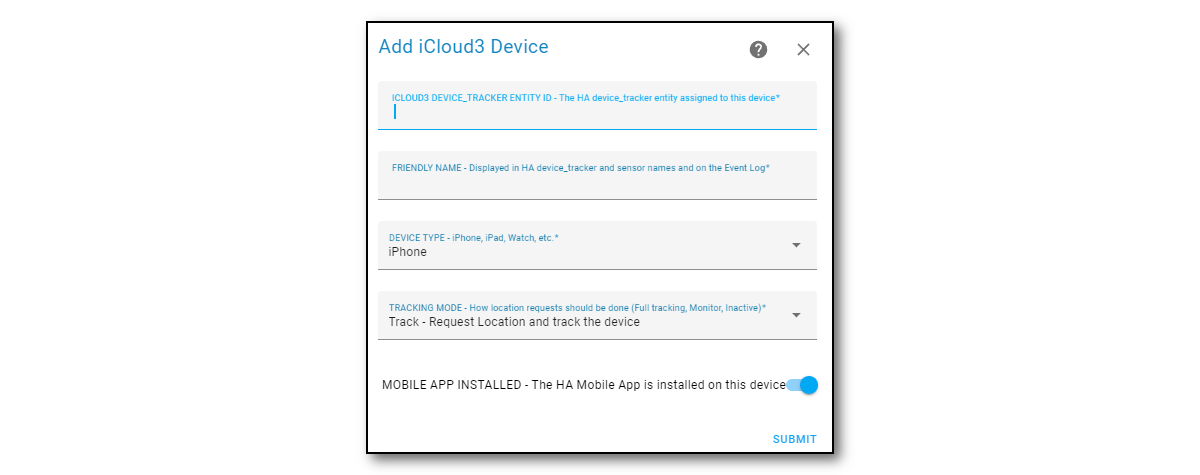 Add iCloud3 Device
ICLOUD3 DEVICE_TRACKER ENTITY ID - The HA device_tracker entity assigned to this device*
FRIENDLY NAME - Displayed in HA device_tracker and sensor names and on the Event Log*
DEVICE TYPE - iPhone, iPad, Watch, etc.*
iPhone
TRACKING MODE - How location requests should be done (Full tracking, Monitor, Inactive)*
Track - Request Location and track the device
MOBILE APP INSTALLED - The HA Mobile App is installed on this device
SUBMIT